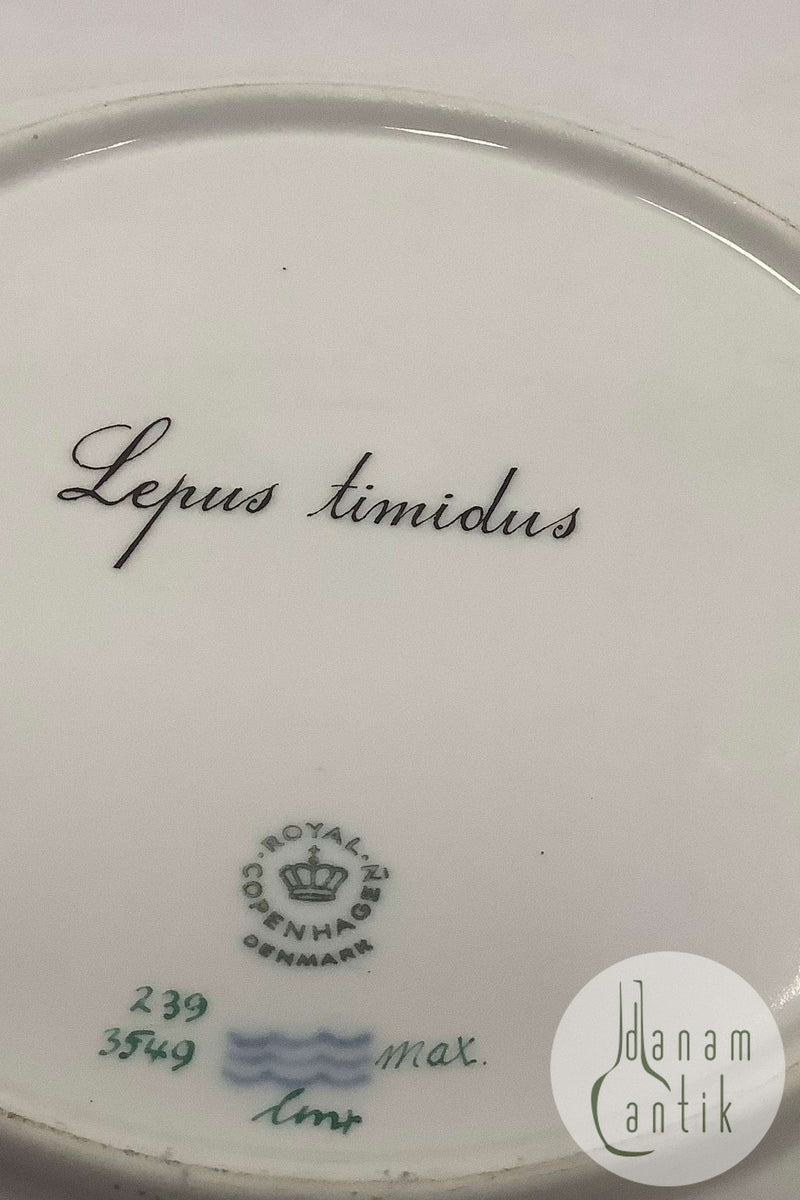 Lepus timidus
ROYAL COPENHAGEN
DENMARK
239
3549
max.
danam
antik